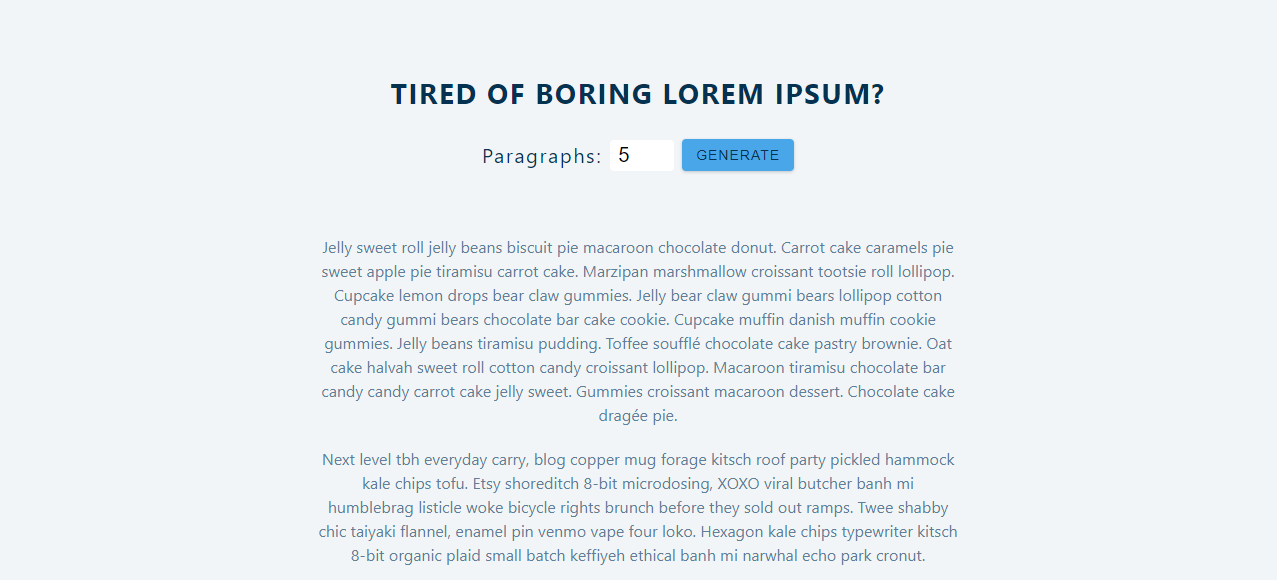 TIRED OF BORING LOREM IPSUM?
Paragraphs: 5 GENERATE
Jelly sweet roll jelly beans biscuit pie macaroon chocolate donut. Carrot cake caramels pie
sweet apple pie tiramisu carrot cake. Marzipan marshmallow croissant tootsie roll lollipop.
Cupcake lemon drops bear claw gummies. Jelly bear claw gummi bears lollipop cotton
candy gummi bears chocolate bar cake cookie. Cupcake muffin danish muffin cookie
gummies. Jelly beans tiramisu pudding. Toffee soufflé chocolate cake pastry brownie. Oat
cake halvah sweet roll cotton candy croissant lollipop. Macaroon tiramisu chocolate bar
candy candy carrot cake jelly sweet. Gummies croissant macaroon dessert. Chocolate cake
dragée pie.
Next level tbh everyday carry, blog copper mug forage kitsch roof party pickled hammock
kale chips tofu. Etsy shoreditch 8-bit microdosing, XOXO viral butcher banh mi
humblebrag listicle woke bicycle rights brunch before they sold out ramps. Twee shabby
chic taiyaki flannel, enamel pin venmo vape four loko. Hexagon kale chips typewriter kitsch
8-bit organic plaid small batch keffiyeh ethical banh mi narwhal echo park cronut.